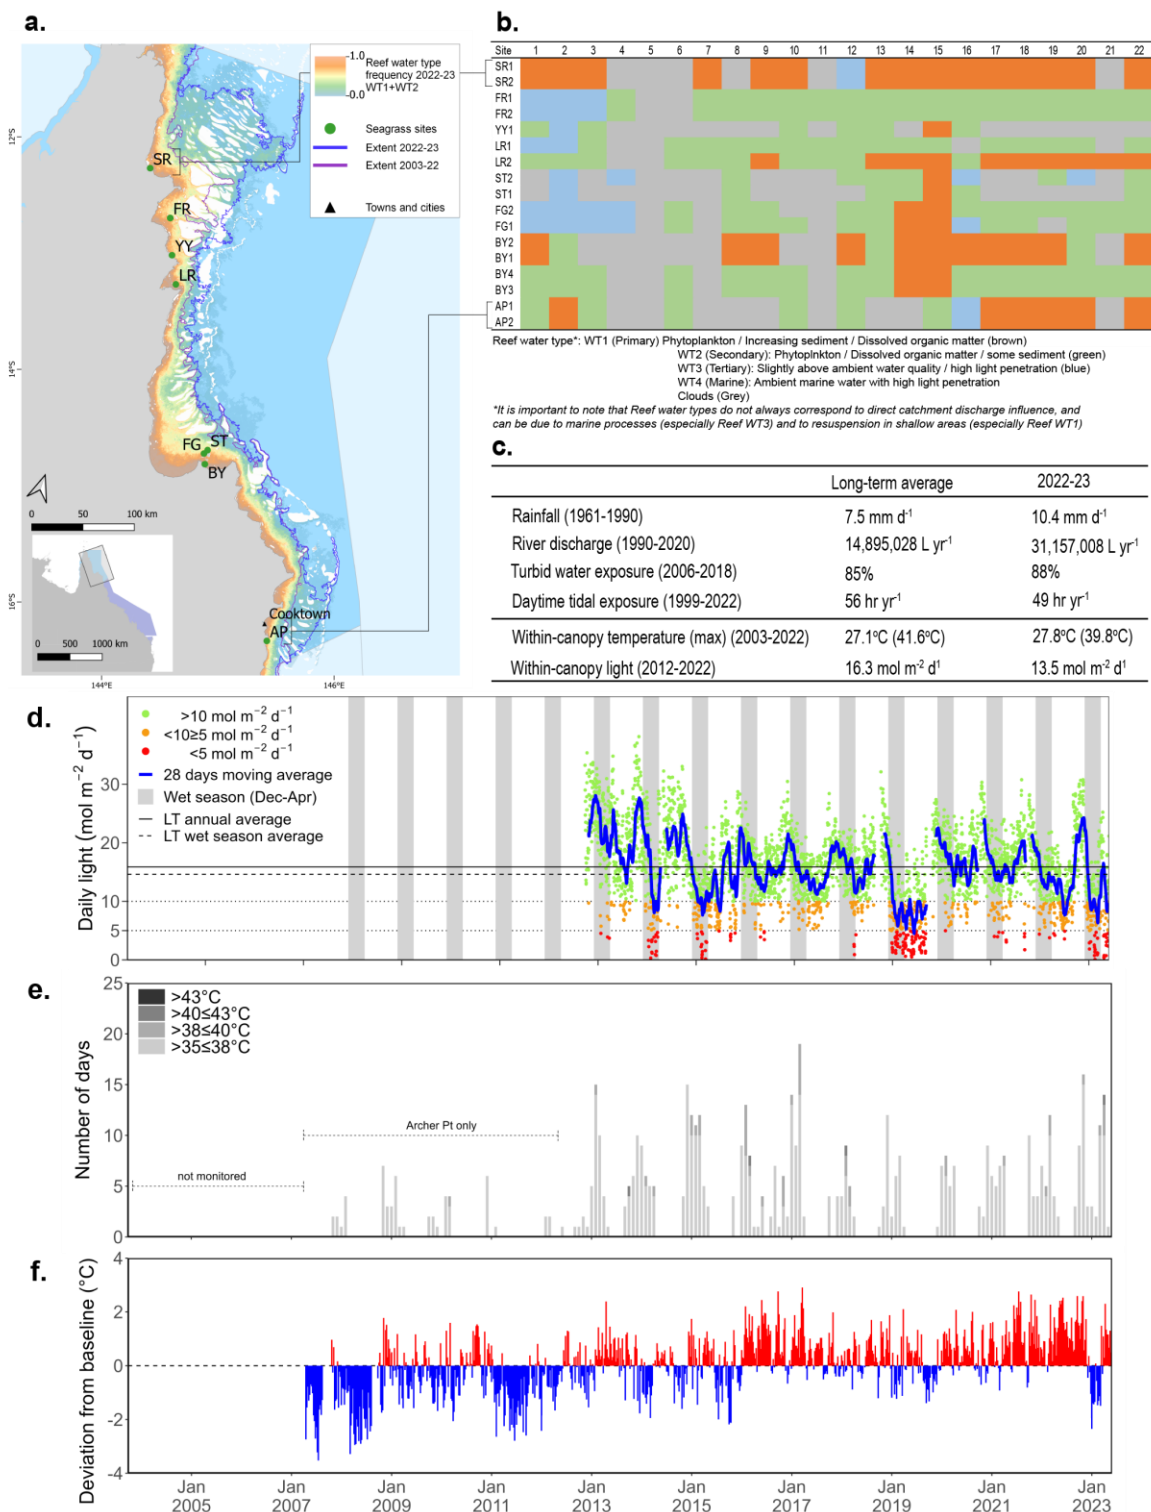 a.
1.0
Reef water type
frequency 2022-23
WT1+WT2
0.0
Seagrass sites
Extent 2022-23
Extent 2003-22
Towns and cities
12°S
14°S
16°S
SR
FR
YY
LR
FG
ST
BY
Cooktown
AP
0 50 100 km
0 500 1000 km
144°E
146°E
b.
Site 1 2 3 4 5 6 7 8 9 10 11 12 13 14 15 16 17 18 19 20 21 22
SR1
SR2
FR1
FR2
YY1
LR1
LR2
ST2
ST1
FG2
FG1
BY2
BY1
BY4
BY3
AP1
AP2
Reef water type*: WT1 (Primary) Phytoplankton / Increasing sediment / Dissolved organic matter (brown)
WT2 (Secondary): Phytoplnkton / Dissolved organic matter / some sediment (green)
WT3 (Tertiary): Slightly above ambient water quality / high light penetration (blue)
WT4 (Marine): Ambient marine water with high light penetration
Clouds (Grey)
*It is important to note that Reef water types do not always correspond to direct catchment discharge influence, and
can be due to marine processes (especially Reef WT3) and to resuspension in shallow areas (especially Reef WT1)
c.
Long-term average 2022-23
Rainfall (1961-1990) 7.5 mm d⁻¹ 10.4 mm d⁻¹
River discharge (1990-2020) 14,895,028 L yr⁻¹ 31,157,008 L yr⁻¹
Turbid water exposure (2006-2018) 85% 88%
Daytime tidal exposure (1999-2022) 56 hr yr⁻¹ 49 hr yr⁻¹
Within-canopy temperature (max) (2003-2022) 27.1ºC (41.6ºC) 27.8ºC (39.8ºC)
Within-canopy light (2012-2022) 16.3 mol m⁻² d¹ 13.5 mol m⁻² d¹
d.
Daily light (mol m⁻² d⁻¹)
>10 mol m⁻² d⁻¹
<10≥5 mol m⁻² d⁻¹
<5 mol m⁻² d⁻¹
28 days moving average
Wet season (Dec-Apr)
LT annual average
LT wet season average
30
20
10
5
0
e.
Number of days
>43°C
>40≤43°C
>38≤40°C
>35≤38°C
25
20
15
10
5
0
Archer Pt only
not monitored
f.
Deviation from baseline (°C)
4
2
0
-2
-4
Jan Jan Jan Jan Jan Jan Jan Jan Jan Jan
2005 2007 2009 2011 2013 2015 2017 2019 2021 2023